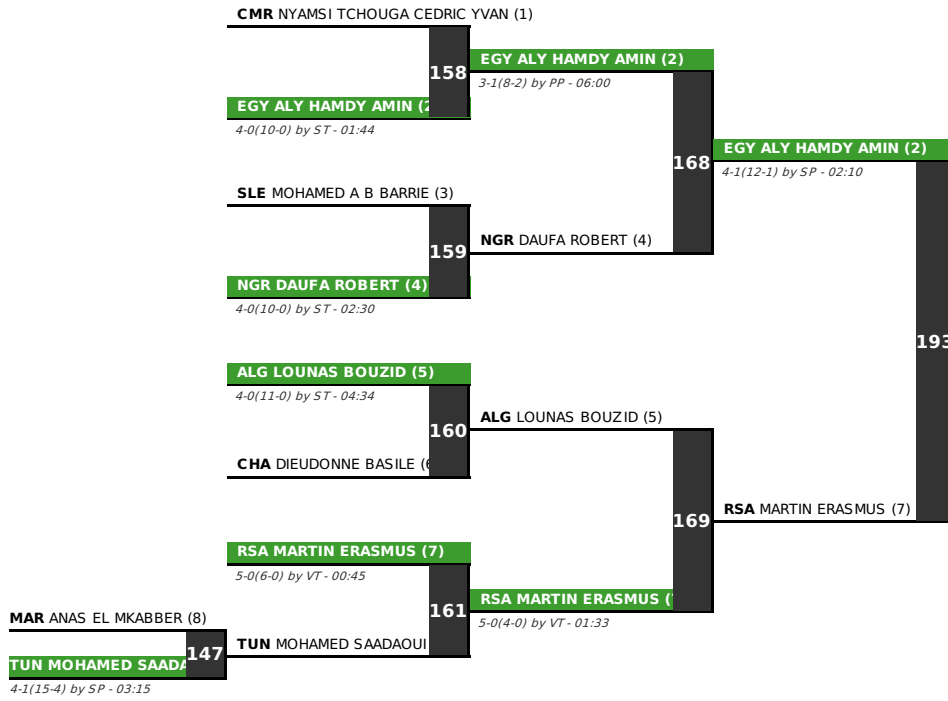 CMR NYAMSI TCHOUGA CEDRIC YVAN (1)
158
EGY ALY HAMDY AMIN (2
4-0(10-0) by ST - 01:44
EGY ALY HAMDY AMIN (2)
3-1(8-2) by PP - 06:00
168
EGY ALY HAMDY AMIN (2)
4-1(12-1) by SP - 02:10
SLE MOHAMED A B BARRIE (3)
159
NGR DAUFA ROBERT (4)
4-0(10-0) by ST - 02:30
NGR DAUFA ROBERT (4)
193
ALG LOUNAS BOUZID (5)
4-0(11-0) by ST - 04:34
160
CHA DIEUDONNE BASILE (6
ALG LOUNAS BOUZID (5)
169
RSA MARTIN ERASMUS (7)
RSA MARTIN ERASMUS (7)
5-0(6-0) by VT - 00:45
161
RSA MARTIN ERASMUS (
5-0(4-0) by VT - 01:33
TUN MOHAMED SAADAOUI
MAR ANAS EL MKABBER (8)
147
TUN MOHAMED SAADA
4-1(15-4) by SP - 03:15